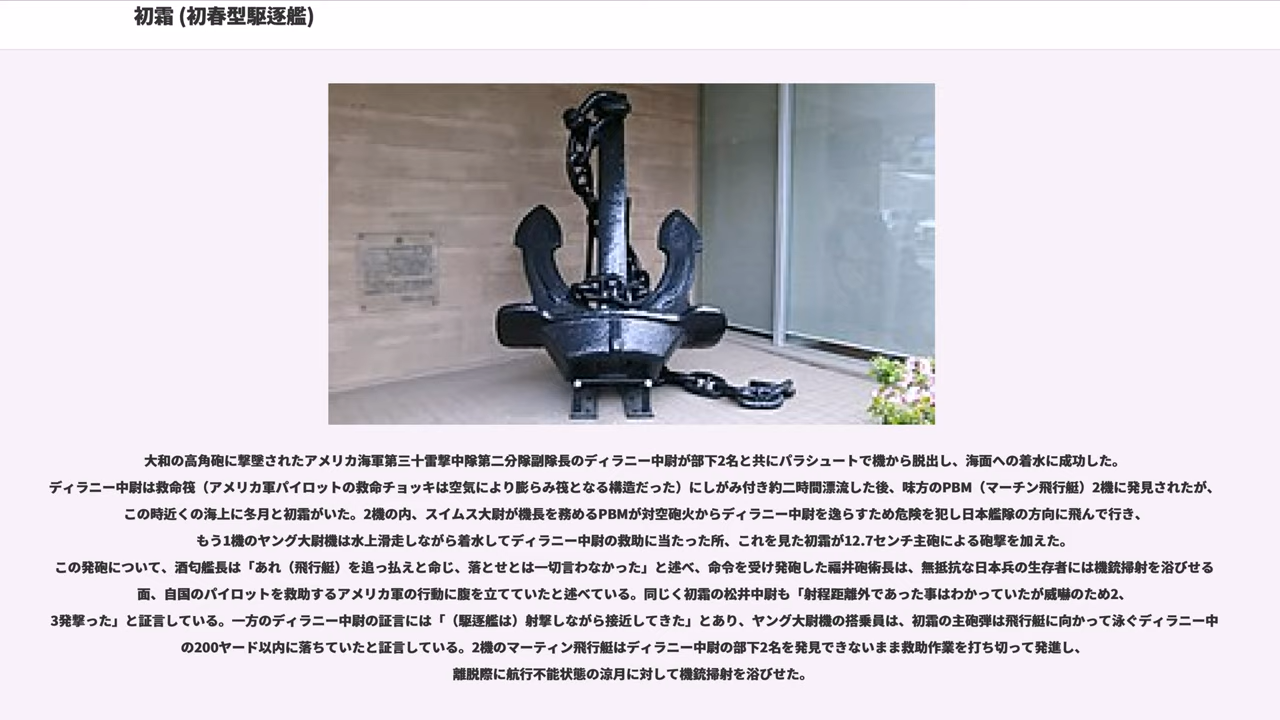 初霜 (初春型駆逐艦)
大和の高角砲に撃墜されたアメリカ海軍第三十雷撃中隊第二分隊副隊長のディラニー中尉が部下2名と共にパラシュートで機から脱出し、海面への着水に成功した。
ディラニー中尉は救命筏（アメリカ軍パイロットの救命チョッキは空気により膨らみ筏となる構造だった）にしがみ付き約二時間漂流した後、味方のPBM（マーチン飛行艇）2機に発見されたが、
この時近くの海上に冬月と初霜がいた。2機の内、スイムス大尉が機長を務めるPBMが対空砲火からディラニー中尉を逸らすため危険を犯し日本艦隊の方向に飛んで行き、
もう1機のヤング大尉機は水上滑走しながら着水してディラニー中尉の救助に当たった所、これを見た初霜が12.7センチ主砲による砲撃を加えた。
この発砲について、酒匂艦長は「あれ（飛行艇）を追っ払えと命じ、落とせとは一切言わなかった」と述べ、命令を受け発砲した福井砲術長は、無抵抗な日本兵の生存者には機銃掃射を浴びせる
面、自国のパイロットを救助するアメリカ軍の行動に腹を立てていたと述べている。同じく初霜の松井中尉も「射程距離外であった事はわかっていたが威嚇のため2、
3発撃った」と証言している。一方のディラニー中尉の証言には「（駆逐艦は）射撃しながら接近してきた」とあり、ヤング大尉機の搭乗員は、初霜の主砲弾は飛行艇に向かって泳ぐディラニー中
の200ヤード以内に落ちていたと証言している。2機のマーティン飛行艇はディラニー中尉の部下2名を発見できないまま救助作業を打ち切って発進し、
離脱際に航行不能状態の涼月に対して機銃掃射を浴びせた。